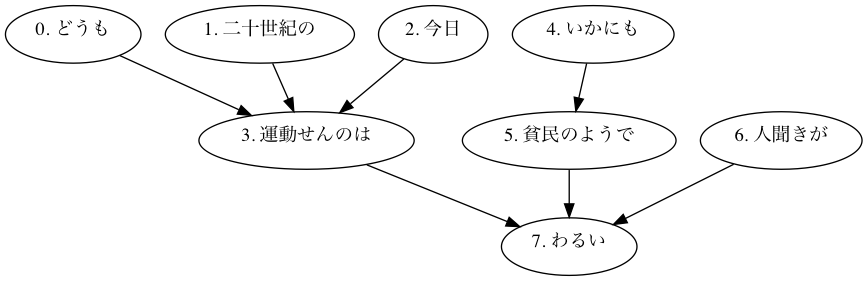 0. どうも
1. 二十世紀の
2. 今日
4. いかにも
3. 運動せんのは
5. 貧民のようで
6. 人聞きが
7. わるい